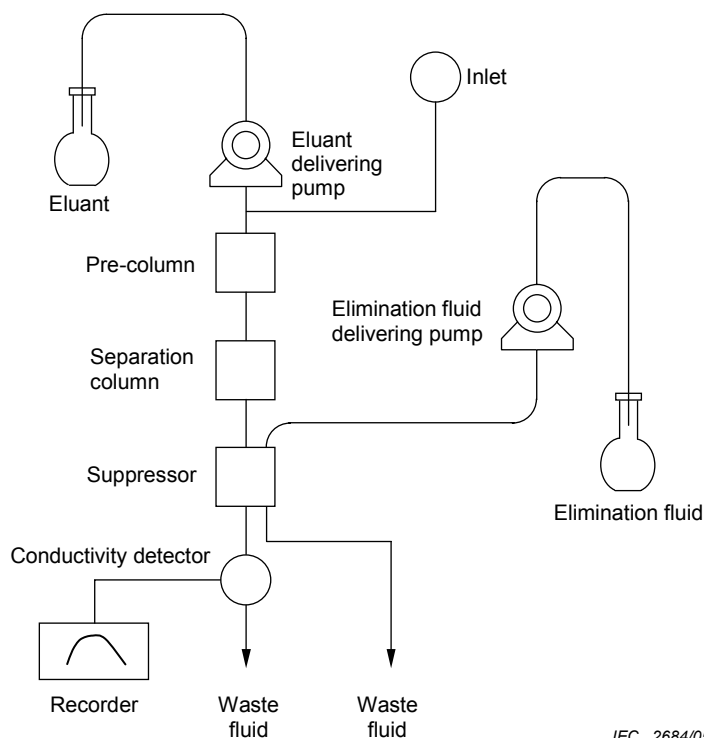 Inlet
Eluant
delivering
pump
Eluant
Pre-column
Elimination fluid
delivering pump
Separation
column
Suppressor
Elimination fluid
Conductivity detector
Recorder
Waste
fluid
Waste
fluid